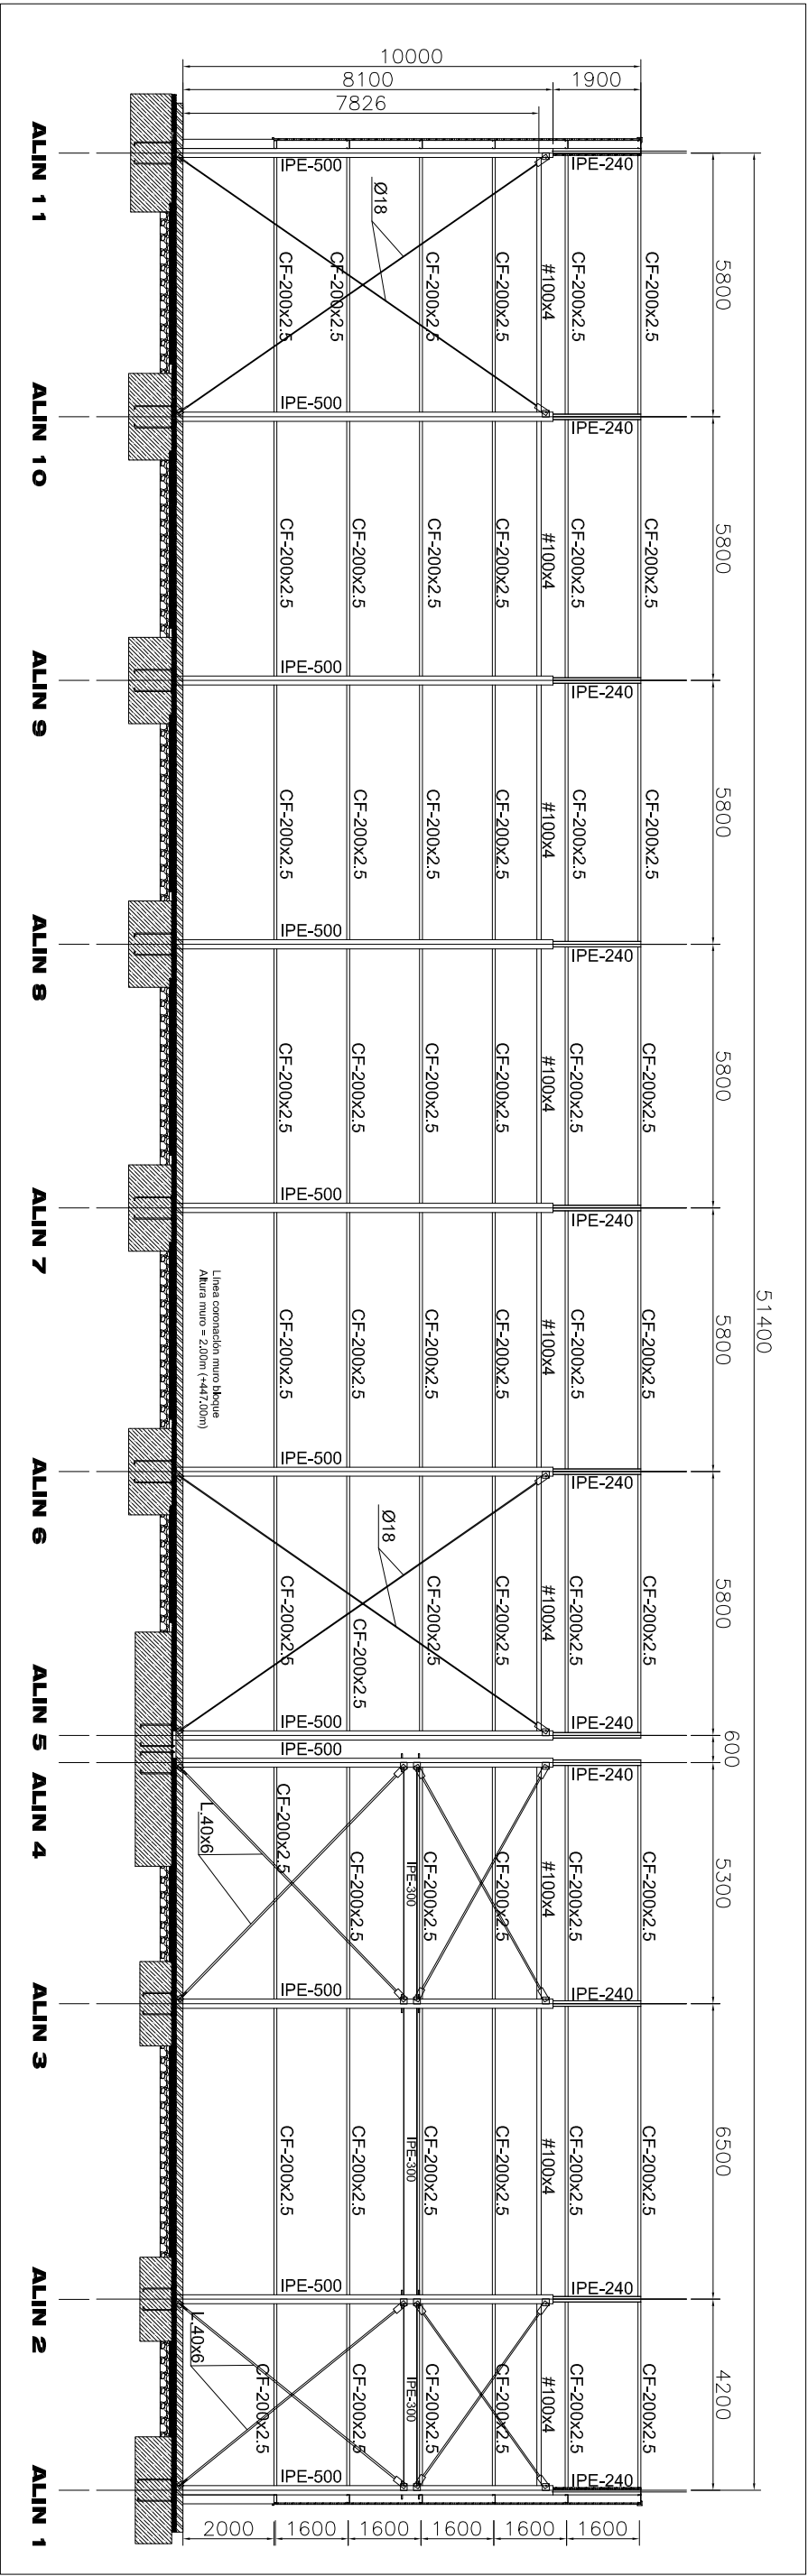 51400
5800 5800 5800 5800 5800 5800 600 5300 6500 4200
10000
8100
1900
7826
CF-200x2.5 CF-200x2.5 CF-200x2.5 CF-200x2.5 CF-200x2.5 CF-200x2.5 CF-200x2.5 CF-200x2.5 CF-200x2.5
IPE-240 IPE-240 IPE-240 IPE-240 IPE-240 IPE-240 IPE-240 IPE-240 IPE-240 IPE-240 IPE-240
CF-200x2.5 CF-200x2.5 CF-200x2.5 CF-200x2.5 CF-200x2.5 CF-200x2.5 CF-200x2.5 CF-200x2.5 CF-200x2.5
#100x4 #100x4 #100x4 #100x4 #100x4 #100x4 #100x4 #100x4 #100x4
CF-200x2.5 CF-200x2.5 CF-200x2.5 CF-200x2.5 CF-200x2.5 CF-200x2.5 CF-200x2.5 CF-200x2.5 CF-200x2.5
CF-200x2.5 CF-200x2.5 CF-200x2.5 CF-200x2.5 CF-200x2.5 CF-200x2.5 CF-200x2.5 CF-200x2.5 CF-200x2.5
IPE-300 IPE-300 IPE-300
Ø18 Ø18
CF-200x2.5 CF-200x2.5 CF-200x2.5 CF-200x2.5 CF-200x2.5 CF-200x2.5 CF-200x2.5 CF-200x2.5 CF-200x2.5
IPE-500 IPE-500 IPE-500 IPE-500 IPE-500 IPE-500 IPE-500 IPE-500 IPE-500 IPE-500 IPE-500
CF-200x2.5 CF-200x2.5 CF-200x2.5 CF-200x2.5 CF-200x2.5 CF-200x2.5 CF-200x2.5 CF-200x2.5 CF-200x2.5
L.40x6 L.40x6
1600
1600
1600
1600
1600
2000
Línea coronación muro bloque
Altura muro = 2.00m (+447.00m)
ALIN 11 ALIN 10 ALIN 9 ALIN 8 ALIN 7 ALIN 6 ALIN 5 ALIN 4 ALIN 3 ALIN 2 ALIN 1